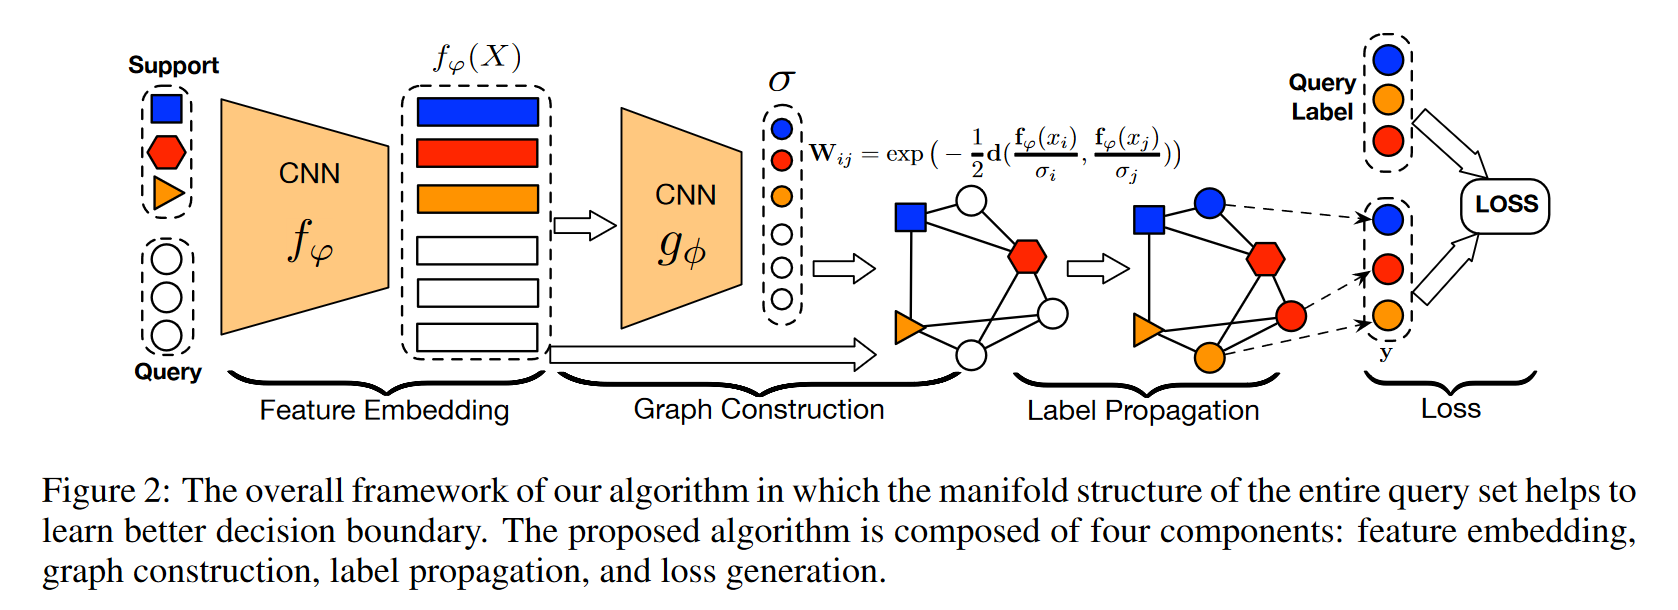 Support
Query
CNN
f_φ
f_φ(X)
CNN
g_ϕ
σ
W_ij = exp(−1/2 d(f_φ(x_i)/σ_i, f_φ(x_j)/σ_j))
Query
Label
y
LOSS
Feature Embedding
Graph Construction
Label Propagation
Loss
Figure 2: The overall framework of our algorithm in which the manifold structure of the entire query set helps to
learn better decision boundary. The proposed algorithm is composed of four components: feature embedding,
graph construction, label propagation, and loss generation.